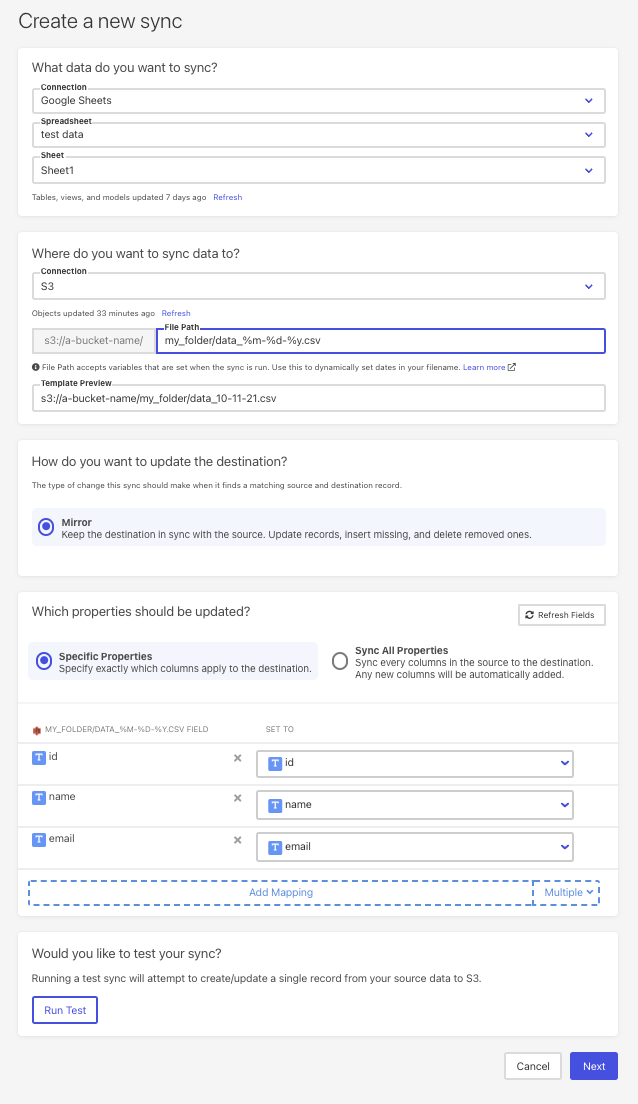 Create a new sync
What data do you want to sync?
Connection
Google Sheets
Spreadsheet
test data
Sheet
Sheet1
Tables, views, and models updated 7 days ago Refresh
Where do you want to sync data to?
Connection
S3
Objects updated 33 minutes ago Refresh
File Path
s3://a-bucket-name/ my_folder/data_%m-%d-%y.csv
File Path accepts variables that are set when the sync is run. Use this to dynamically set dates in your filename. Learn more
Template Preview
s3://a-bucket-name/my_folder/data_10-11-21.csv
How do you want to update the destination?
The type of change this sync should make when it finds a matching source and destination record.
Mirror
Keep the destination in sync with the source. Update records, insert missing, and delete removed ones.
Which properties should be updated?
Refresh Fields
Specific Properties
Specify exactly which columns apply to the destination.
Sync All Properties
Sync every columns in the source to the destination.
Any new columns will be automatically added.
MY_FOLDER/DATA_%M-%D-%Y.CSV FIELD SET TO
T id T id
T name T name
T email T email
Add Mapping Multiple
Would you like to test your sync?
Running a test sync will attempt to create/update a single record from your source data to S3.
Run Test
Cancel Next